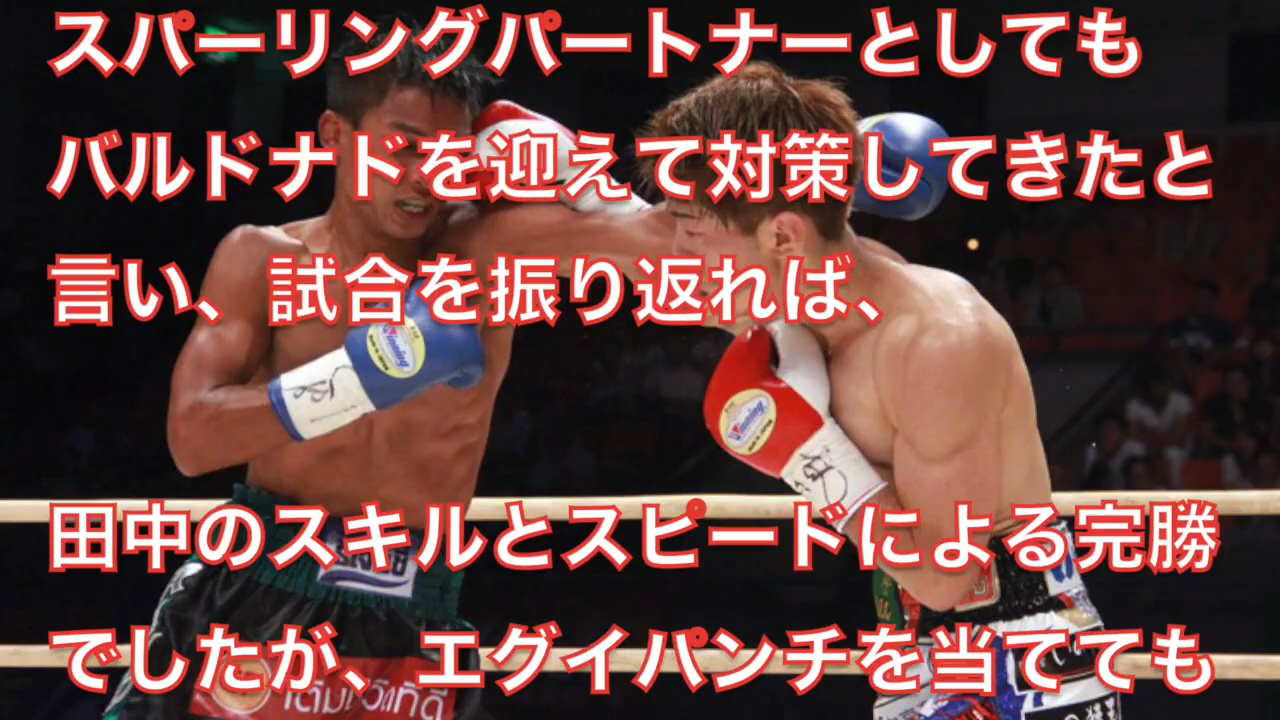 スパーリングパートナーとしても
バルドナドを迎えて対策してきたと
言い、試合を振り返れば、
Winning
Winning
田中のスキルとスピードによる完勝
でしたが、エグイパンチを当てても